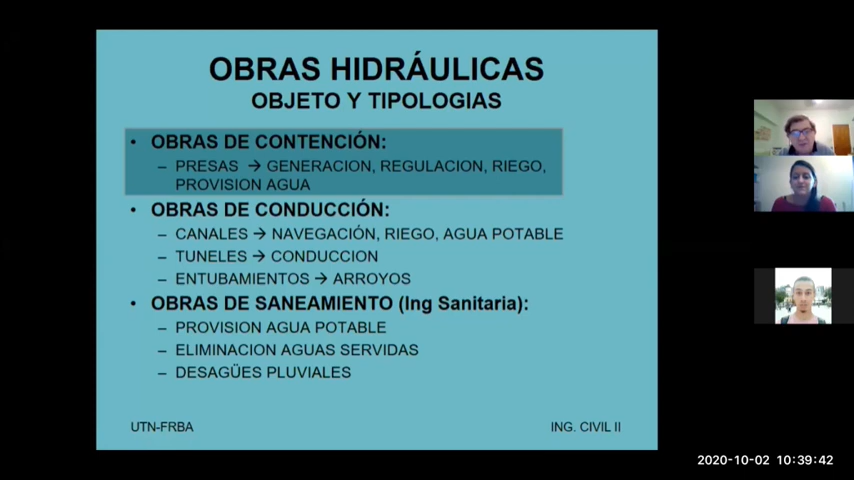 OBRAS HIDRÁULICAS
OBJETO Y TIPOLOGIAS
• OBRAS DE CONTENCIÓN:
– PRESAS → GENERACION, REGULACION, RIEGO,
PROVISION AGUA
• OBRAS DE CONDUCCIÓN:
– CANALES → NAVEGACIÓN, RIEGO, AGUA POTABLE
– TUNELES → CONDUCCION
– ENTUBAMIENTOS → ARROYOS
• OBRAS DE SANEAMIENTO (Ing Sanitaria):
– PROVISION AGUA POTABLE
– ELIMINACION AGUAS SERVIDAS
– DESAGÜES PLUVIALES
UTN-FRBA
ING. CIVIL II
2020-10-02 10:39:42